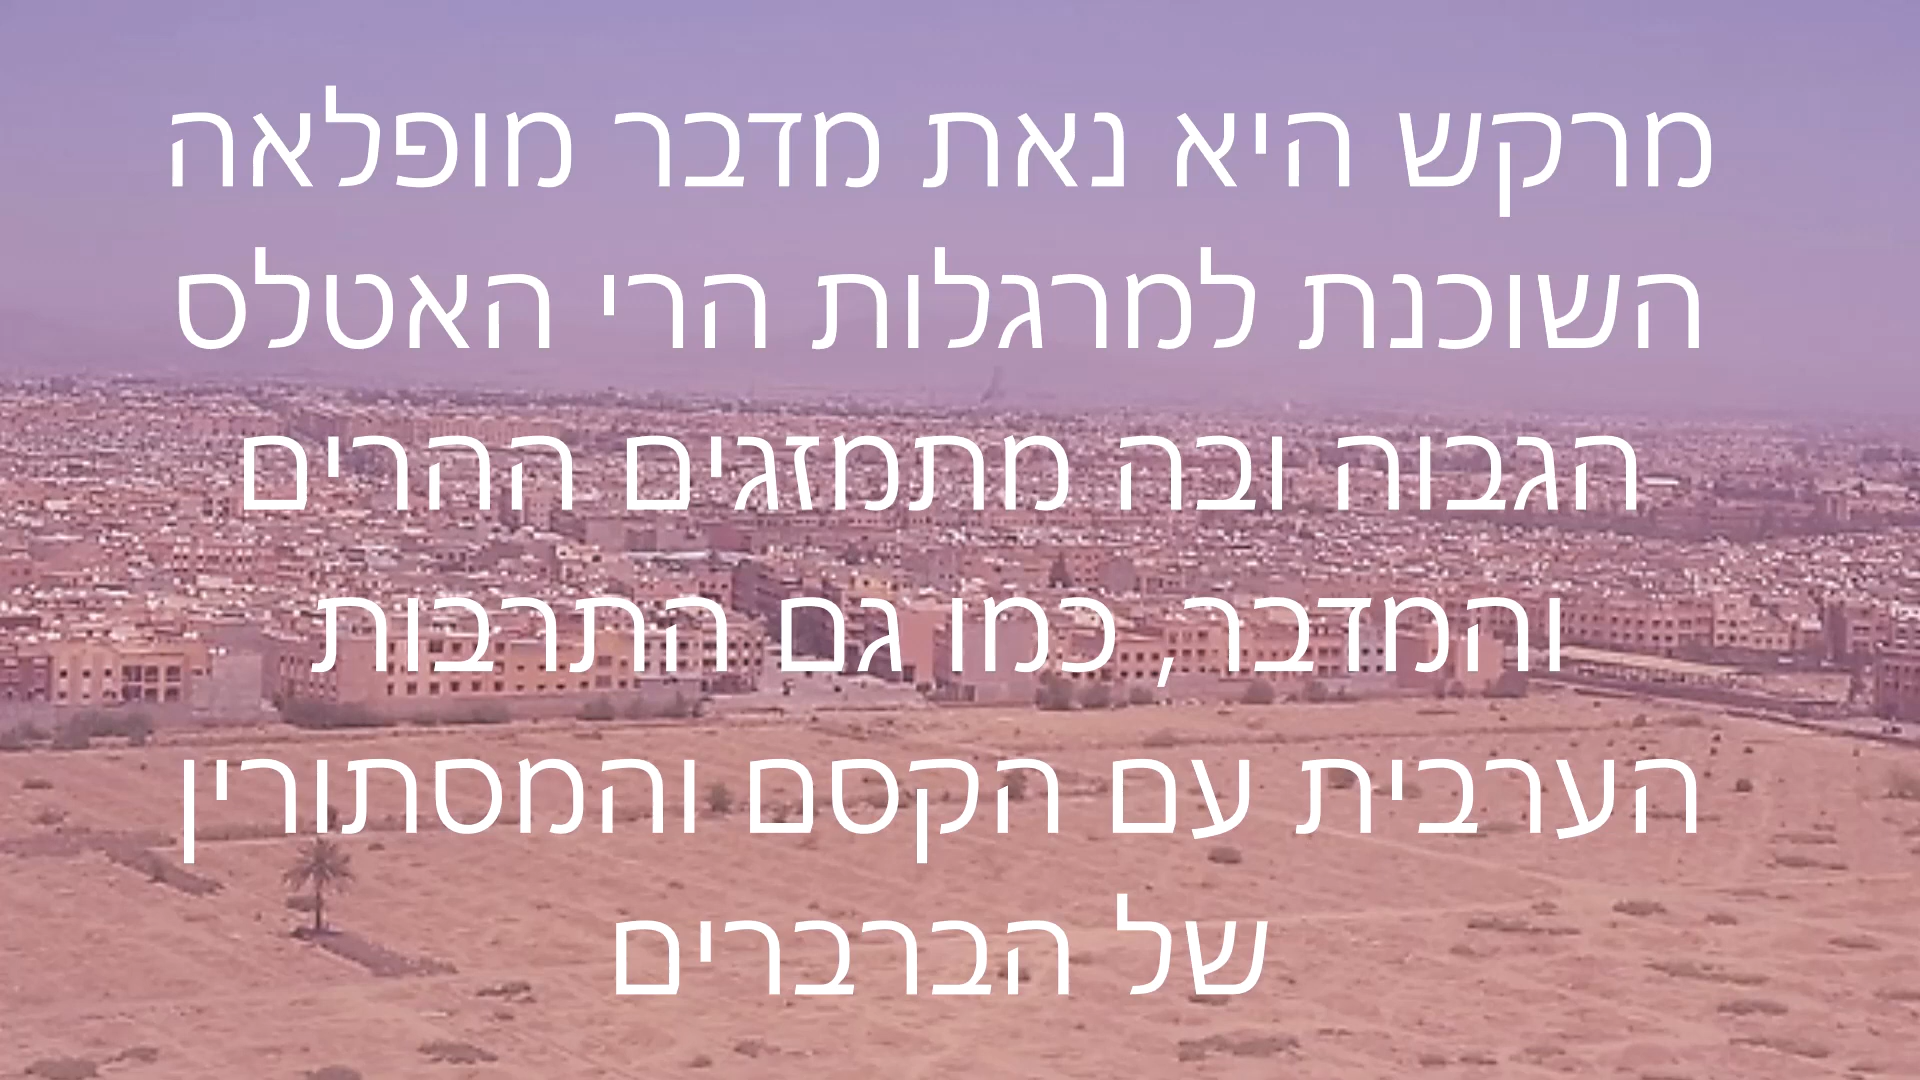 מרקש היא נאת מדבר מופלאה
השוכנת למרגלות הרי האטלס
הגבוה ובה מתמזגים ההרים
והמדבר, כמו גם התרבות
הערבית עם הקסם והמסתורין
של הברברים